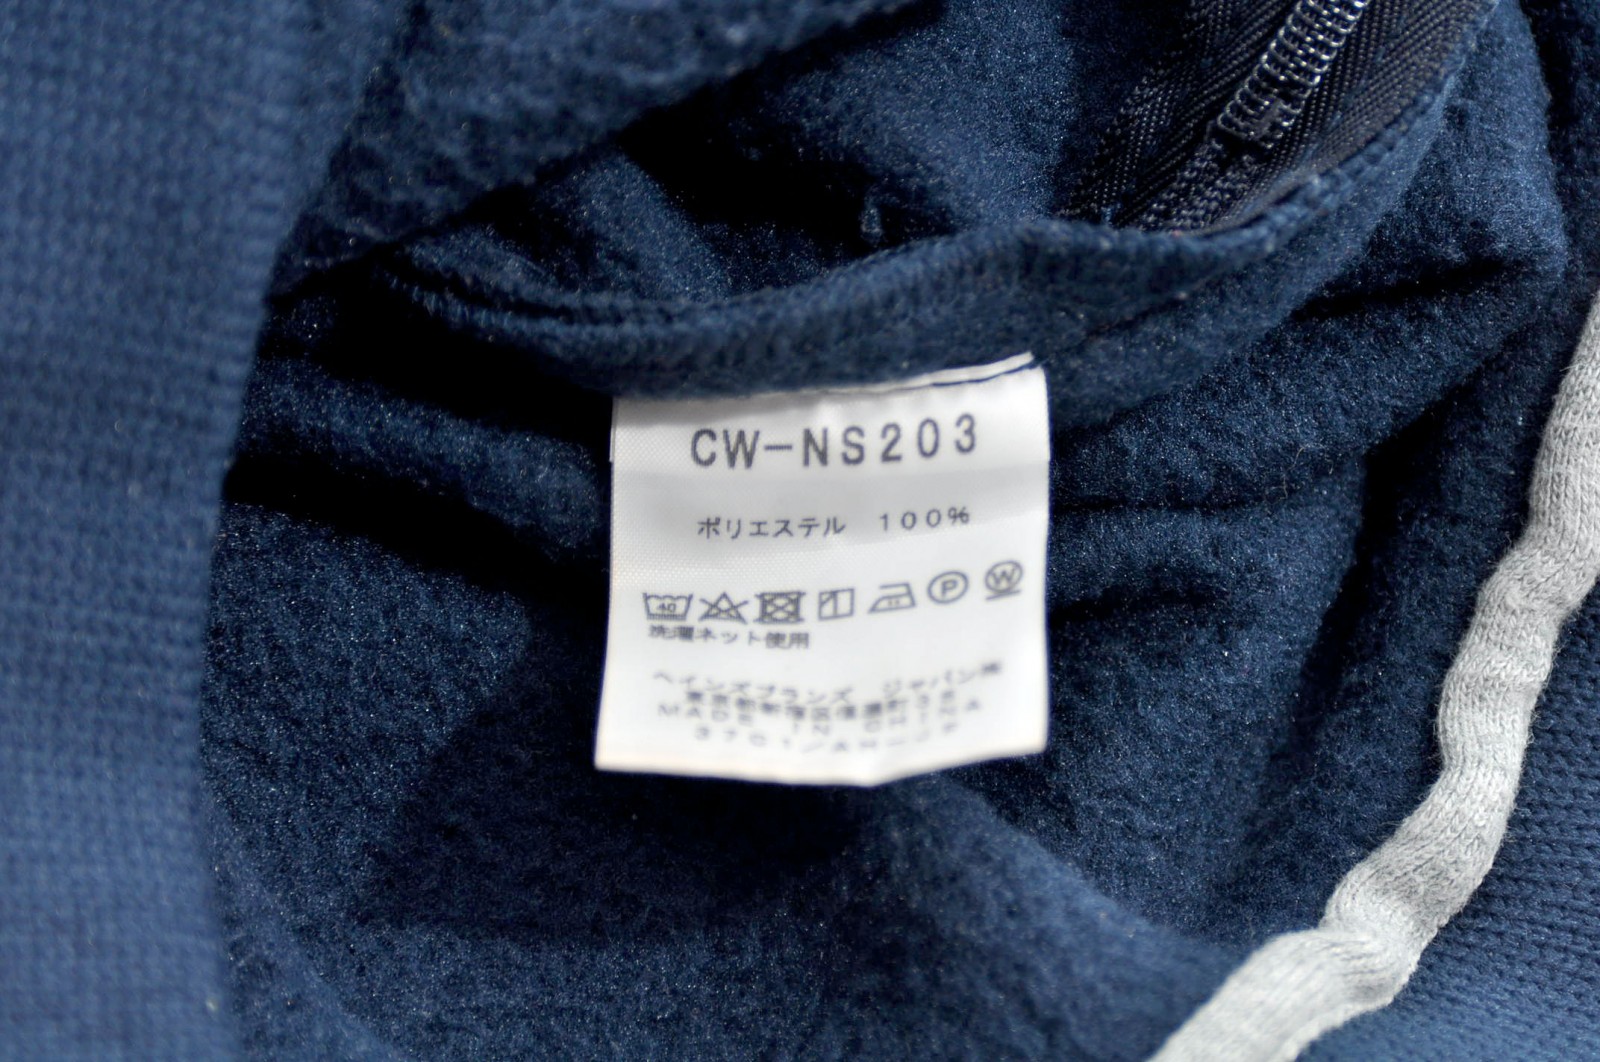 CW-NS203
ポリエステル 100%
40 P W
洗濯ネット使用
ヘインズブランズ ジャパン㈱
MADE IN CHINA